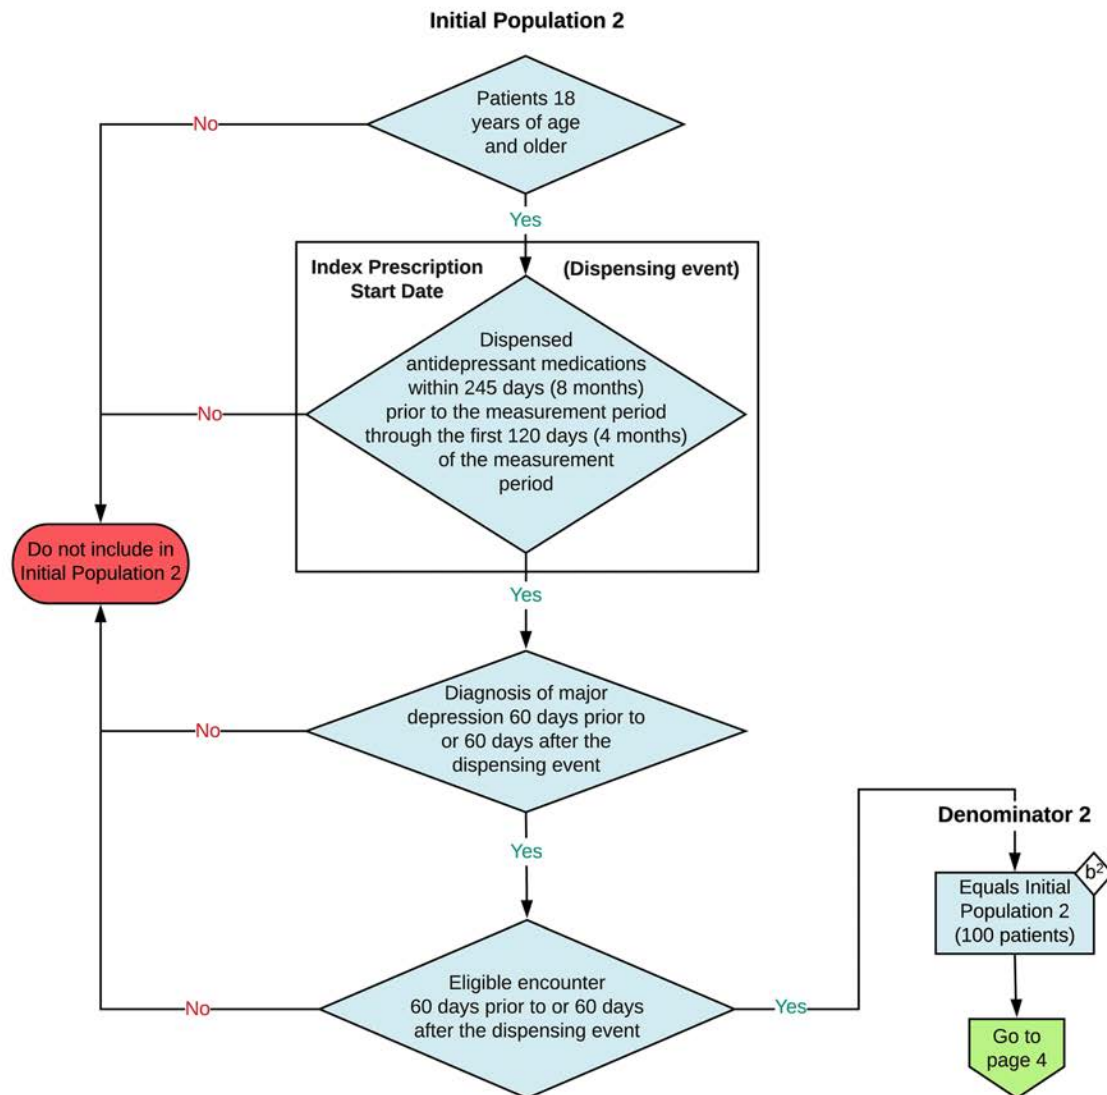 Initial Population 2
Patients 18
years of age
and older
No
Yes
Index Prescription
Start Date
(Dispensing event)
Dispensed
antidepressant medications
within 245 days (8 months)
prior to the measurement period
through the first 120 days (4 months)
of the measurement
period
No
Do not include in
Initial Population 2
Yes
Diagnosis of major
depression 60 days prior to
or 60 days after the
dispensing event
No
Yes
Denominator 2
b²
Equals Initial
Population 2
(100 patients)
Eligible encounter
60 days prior to or 60 days
after the dispensing event
No
Yes
Go to
page 4